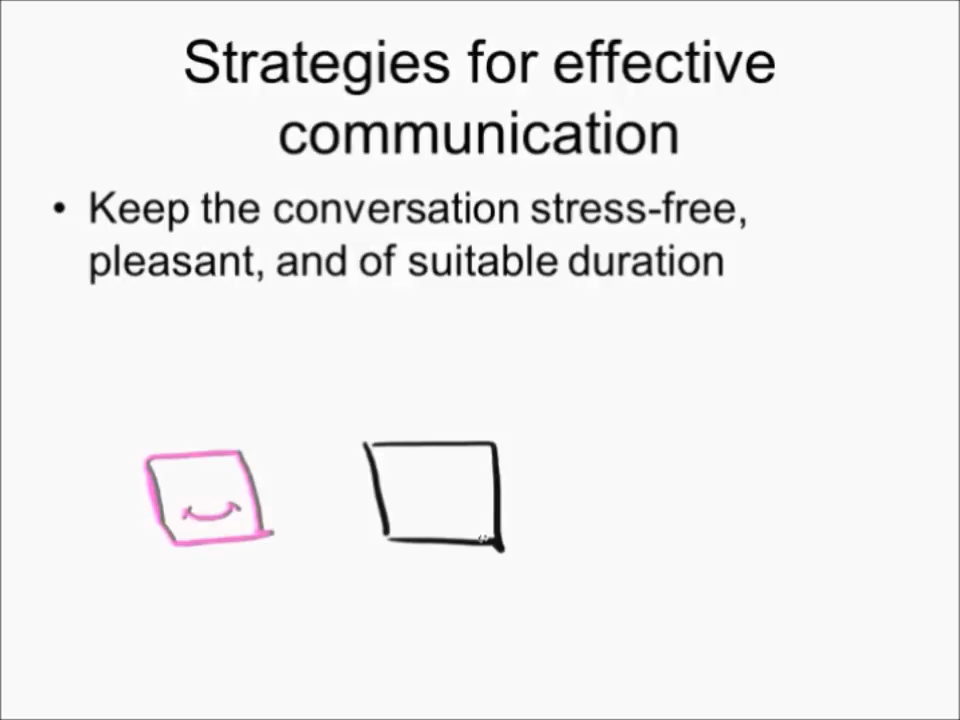 Strategies for effective
communication
• Keep the conversation stress-free,
pleasant, and of suitable duration